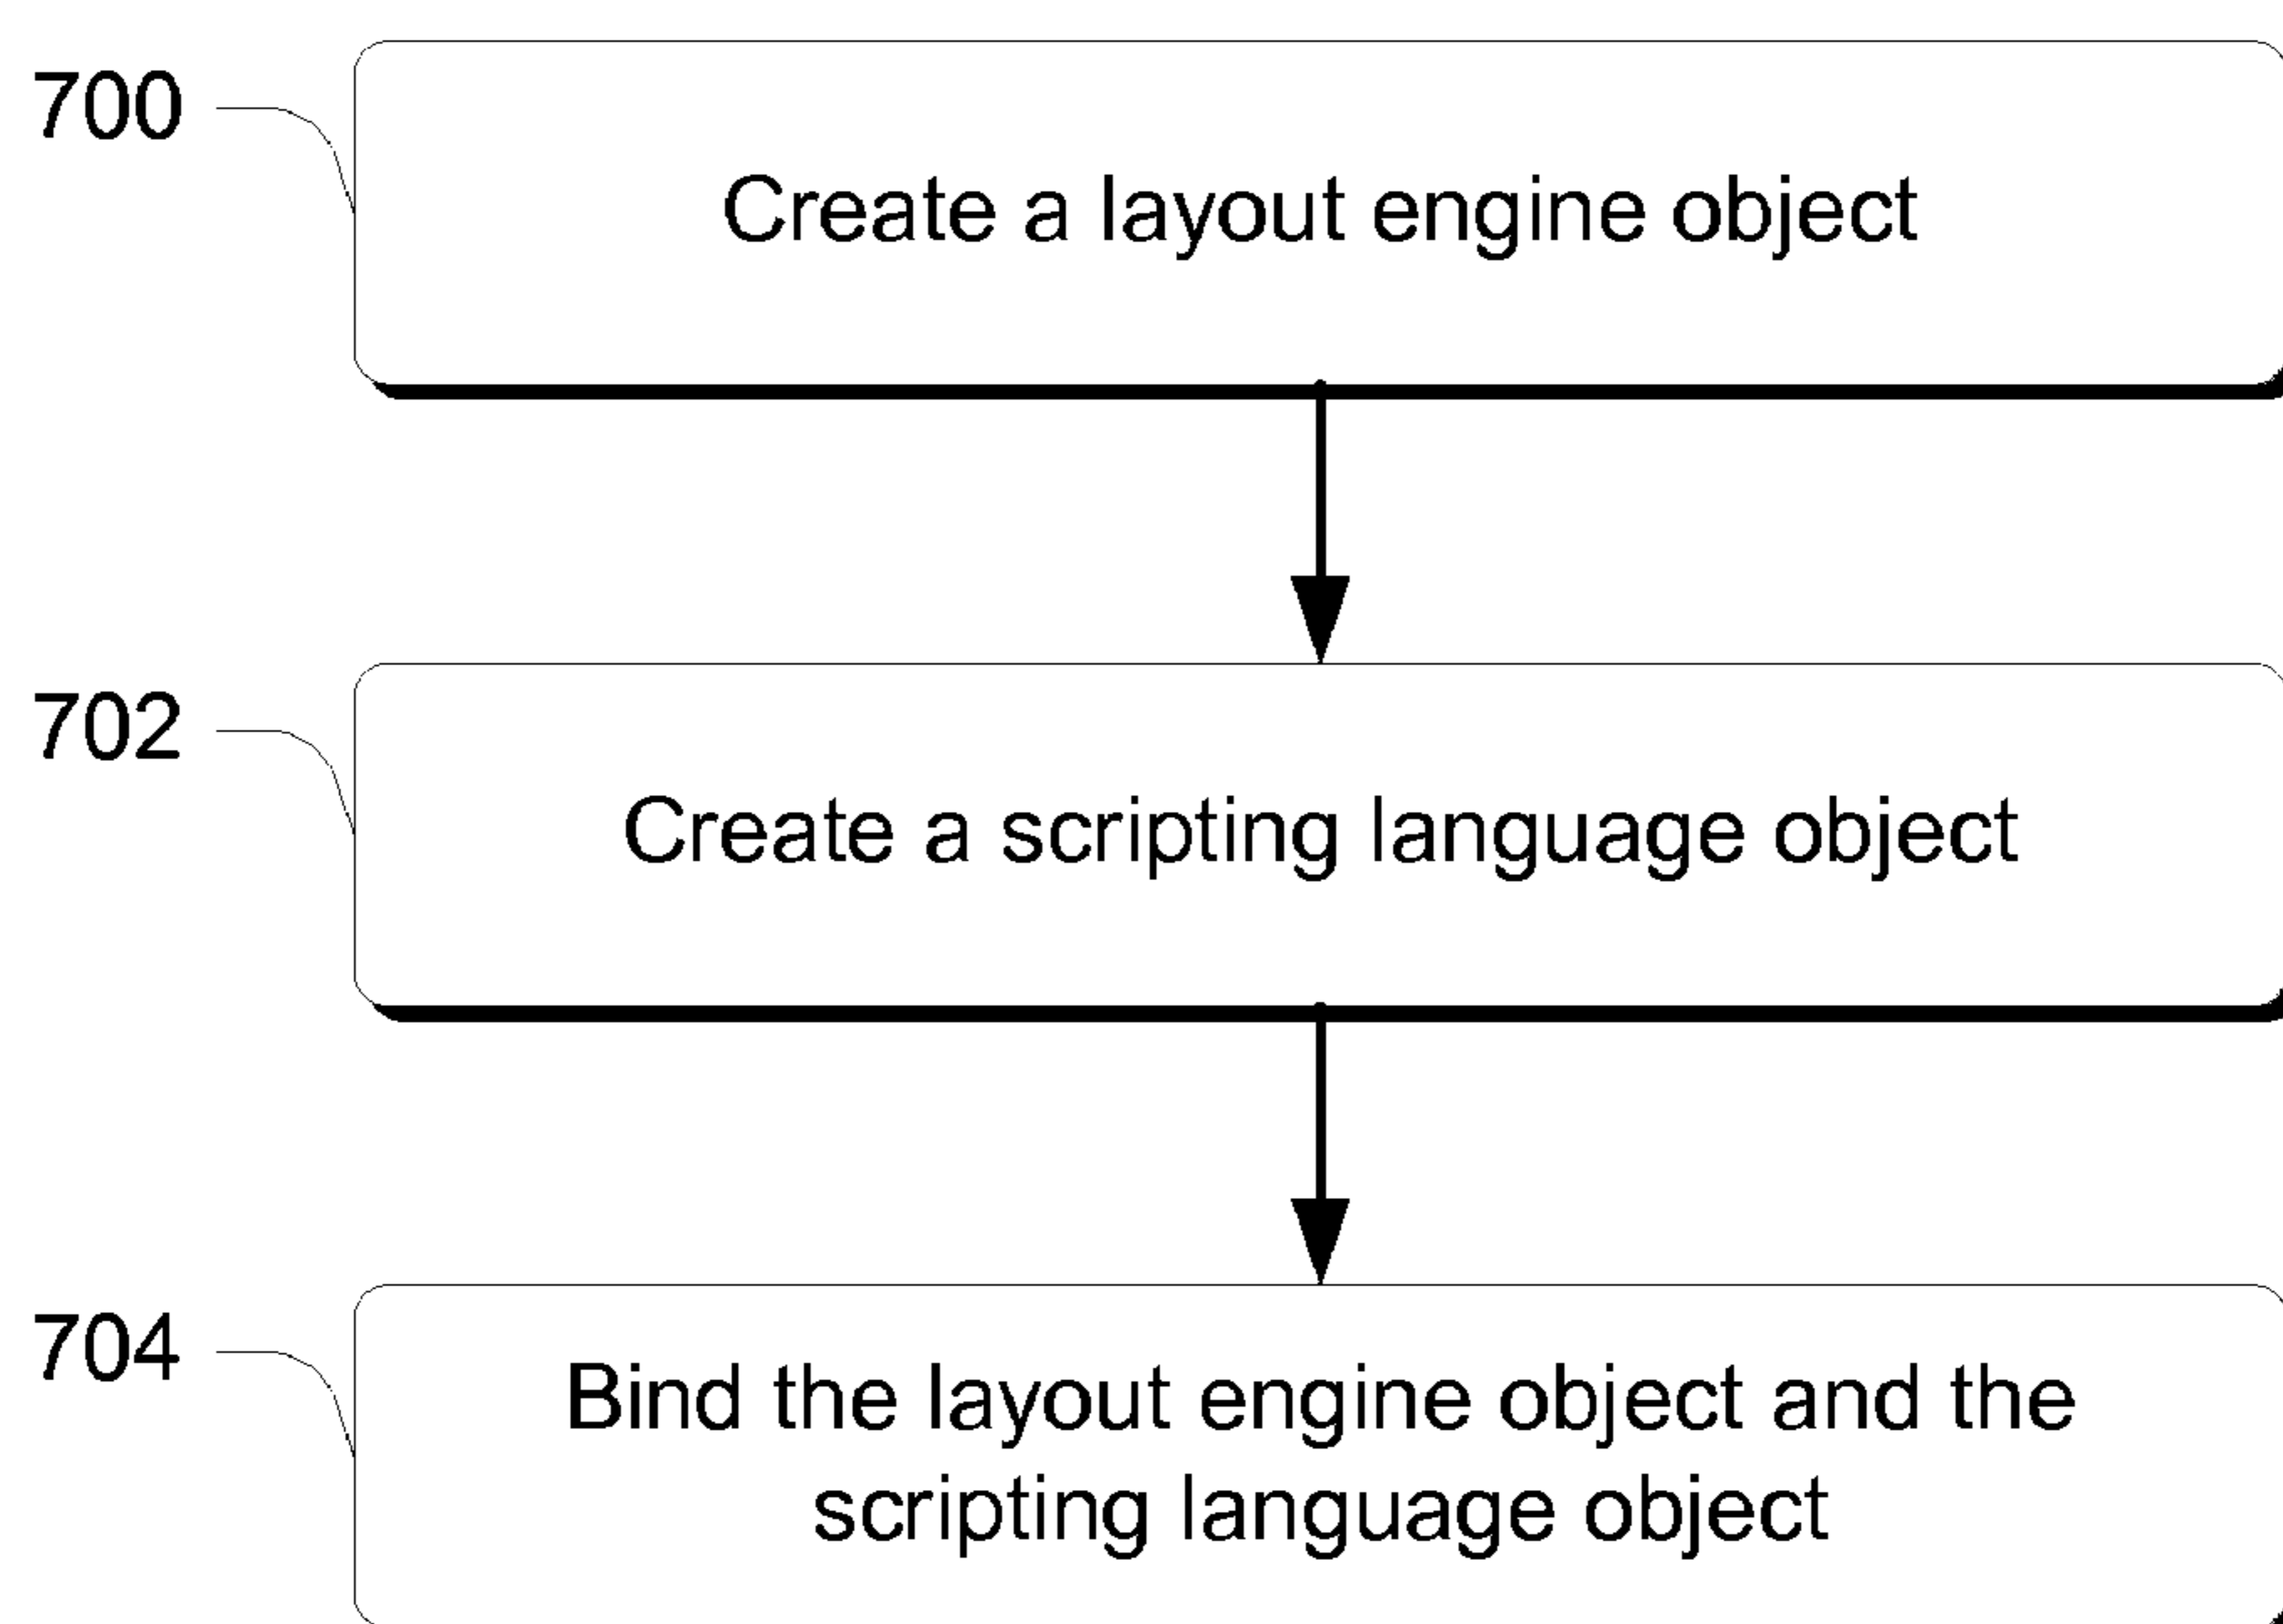 700
Create a layout engine object
702
Create a scripting language object
704
Bind the layout engine object and the
scripting language object